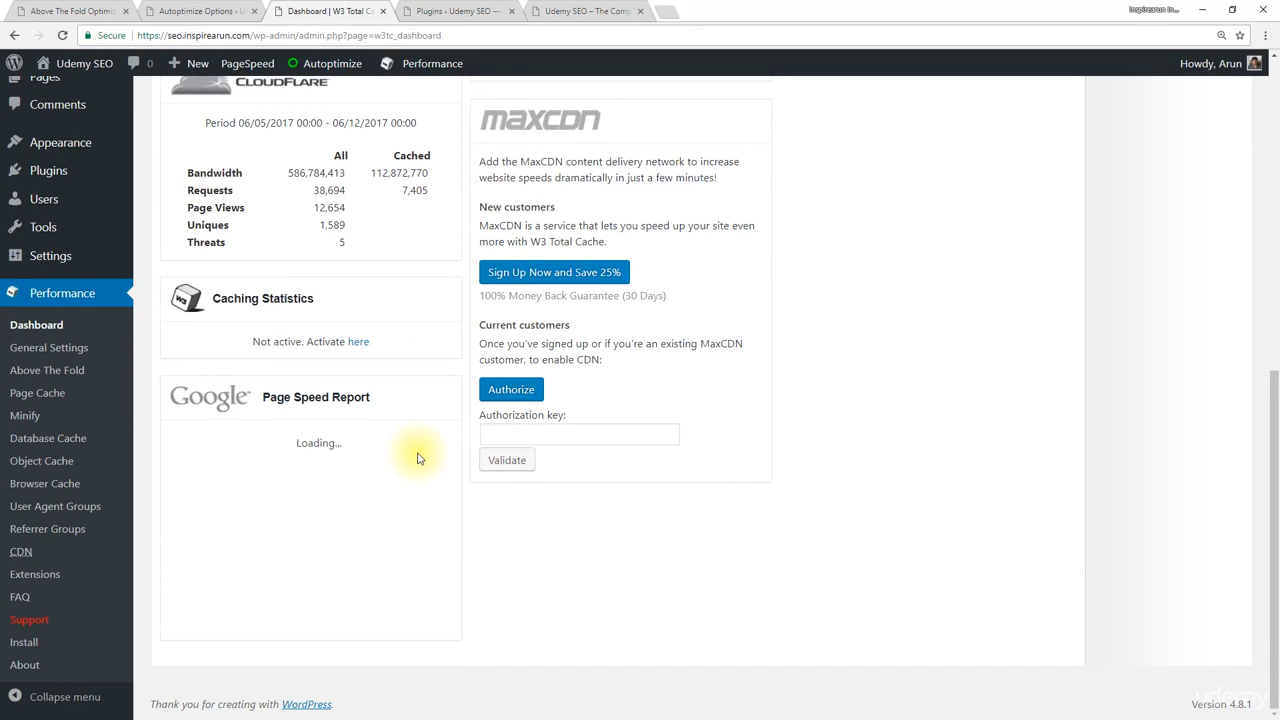 Above The Fold Optimiz
Autoptimize Options ‹ U
Dashboard | W3 Total Ca
Plugins ‹ Udemy SEO —
Udemy SEO – The Comp
Inspirearun In...
Secure
https://seo.inspirearun.com/wp-admin/admin.php?page=w3tc_dashboard
Udemy SEO
0
New
PageSpeed
Autoptimize
Performance
Howdy, Arun
Pages
Comments
Appearance
Plugins
Users
Tools
Settings
Performance
Dashboard
General Settings
Above The Fold
Page Cache
Minify
Database Cache
Object Cache
Browser Cache
User Agent Groups
Referrer Groups
CDN
Extensions
FAQ
Support
Install
About
Collapse menu
CLOUDFLARE
Period 06/05/2017 00:00 - 06/12/2017 00:00
All Cached
Bandwidth 586,784,413 112,872,770
Requests 38,694 7,405
Page Views 12,654
Uniques 1,589
Threats 5
W3
Caching Statistics
Not active. Activate here
Google Page Speed Report
Loading...
maxcdn
Add the MaxCDN content delivery network to increase
website speeds dramatically in just a few minutes!
New customers
MaxCDN is a service that lets you speed up your site even
more with W3 Total Cache.
Sign Up Now and Save 25%
100% Money Back Guarantee (30 Days)
Current customers
Once you've signed up or if you're an existing MaxCDN
customer, to enable CDN:
Authorize
Authorization key:
Validate
Thank you for creating with WordPress.
Version 4.8.1
udemy